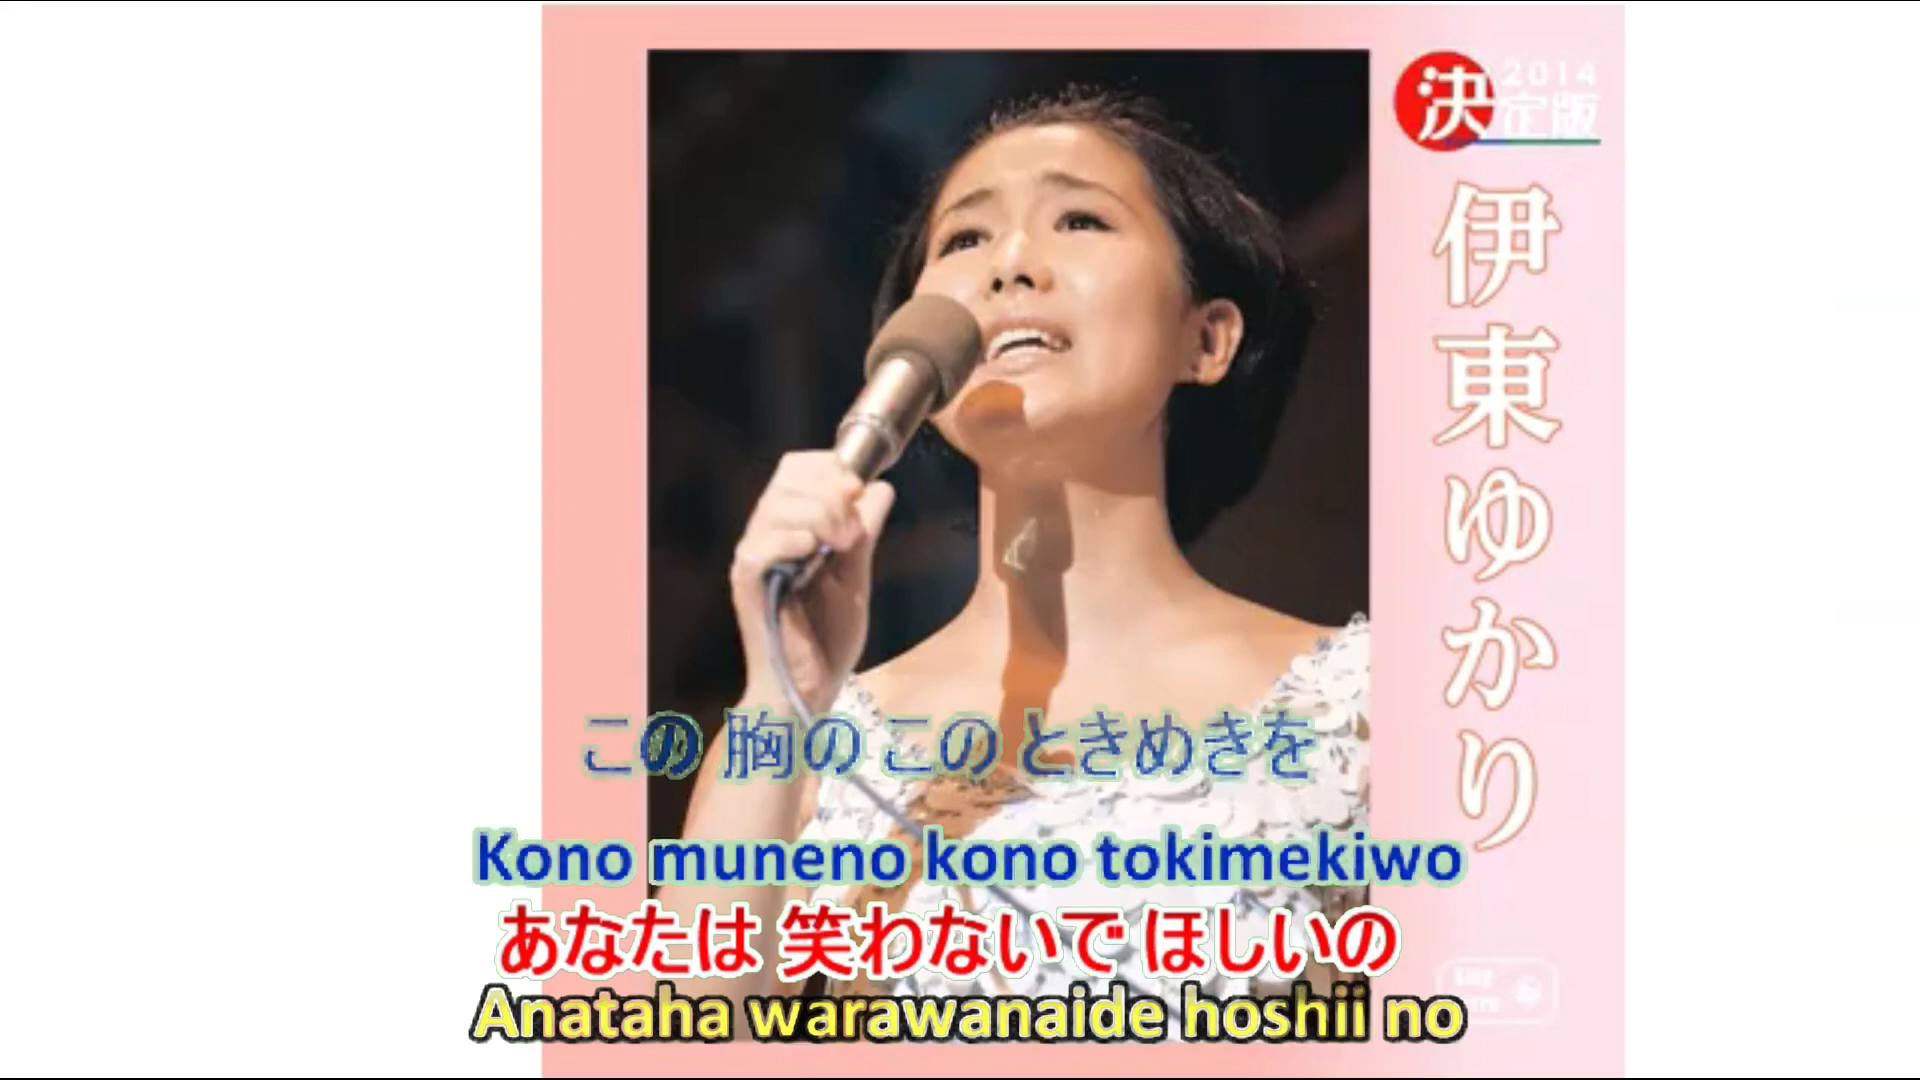 2014
決定版
伊東ゆかり
この 胸の このときめきを
Kono muneno kono tokimekiwo
あなたは 笑わないで ほしいの
Anataha warawanaide hoshii no